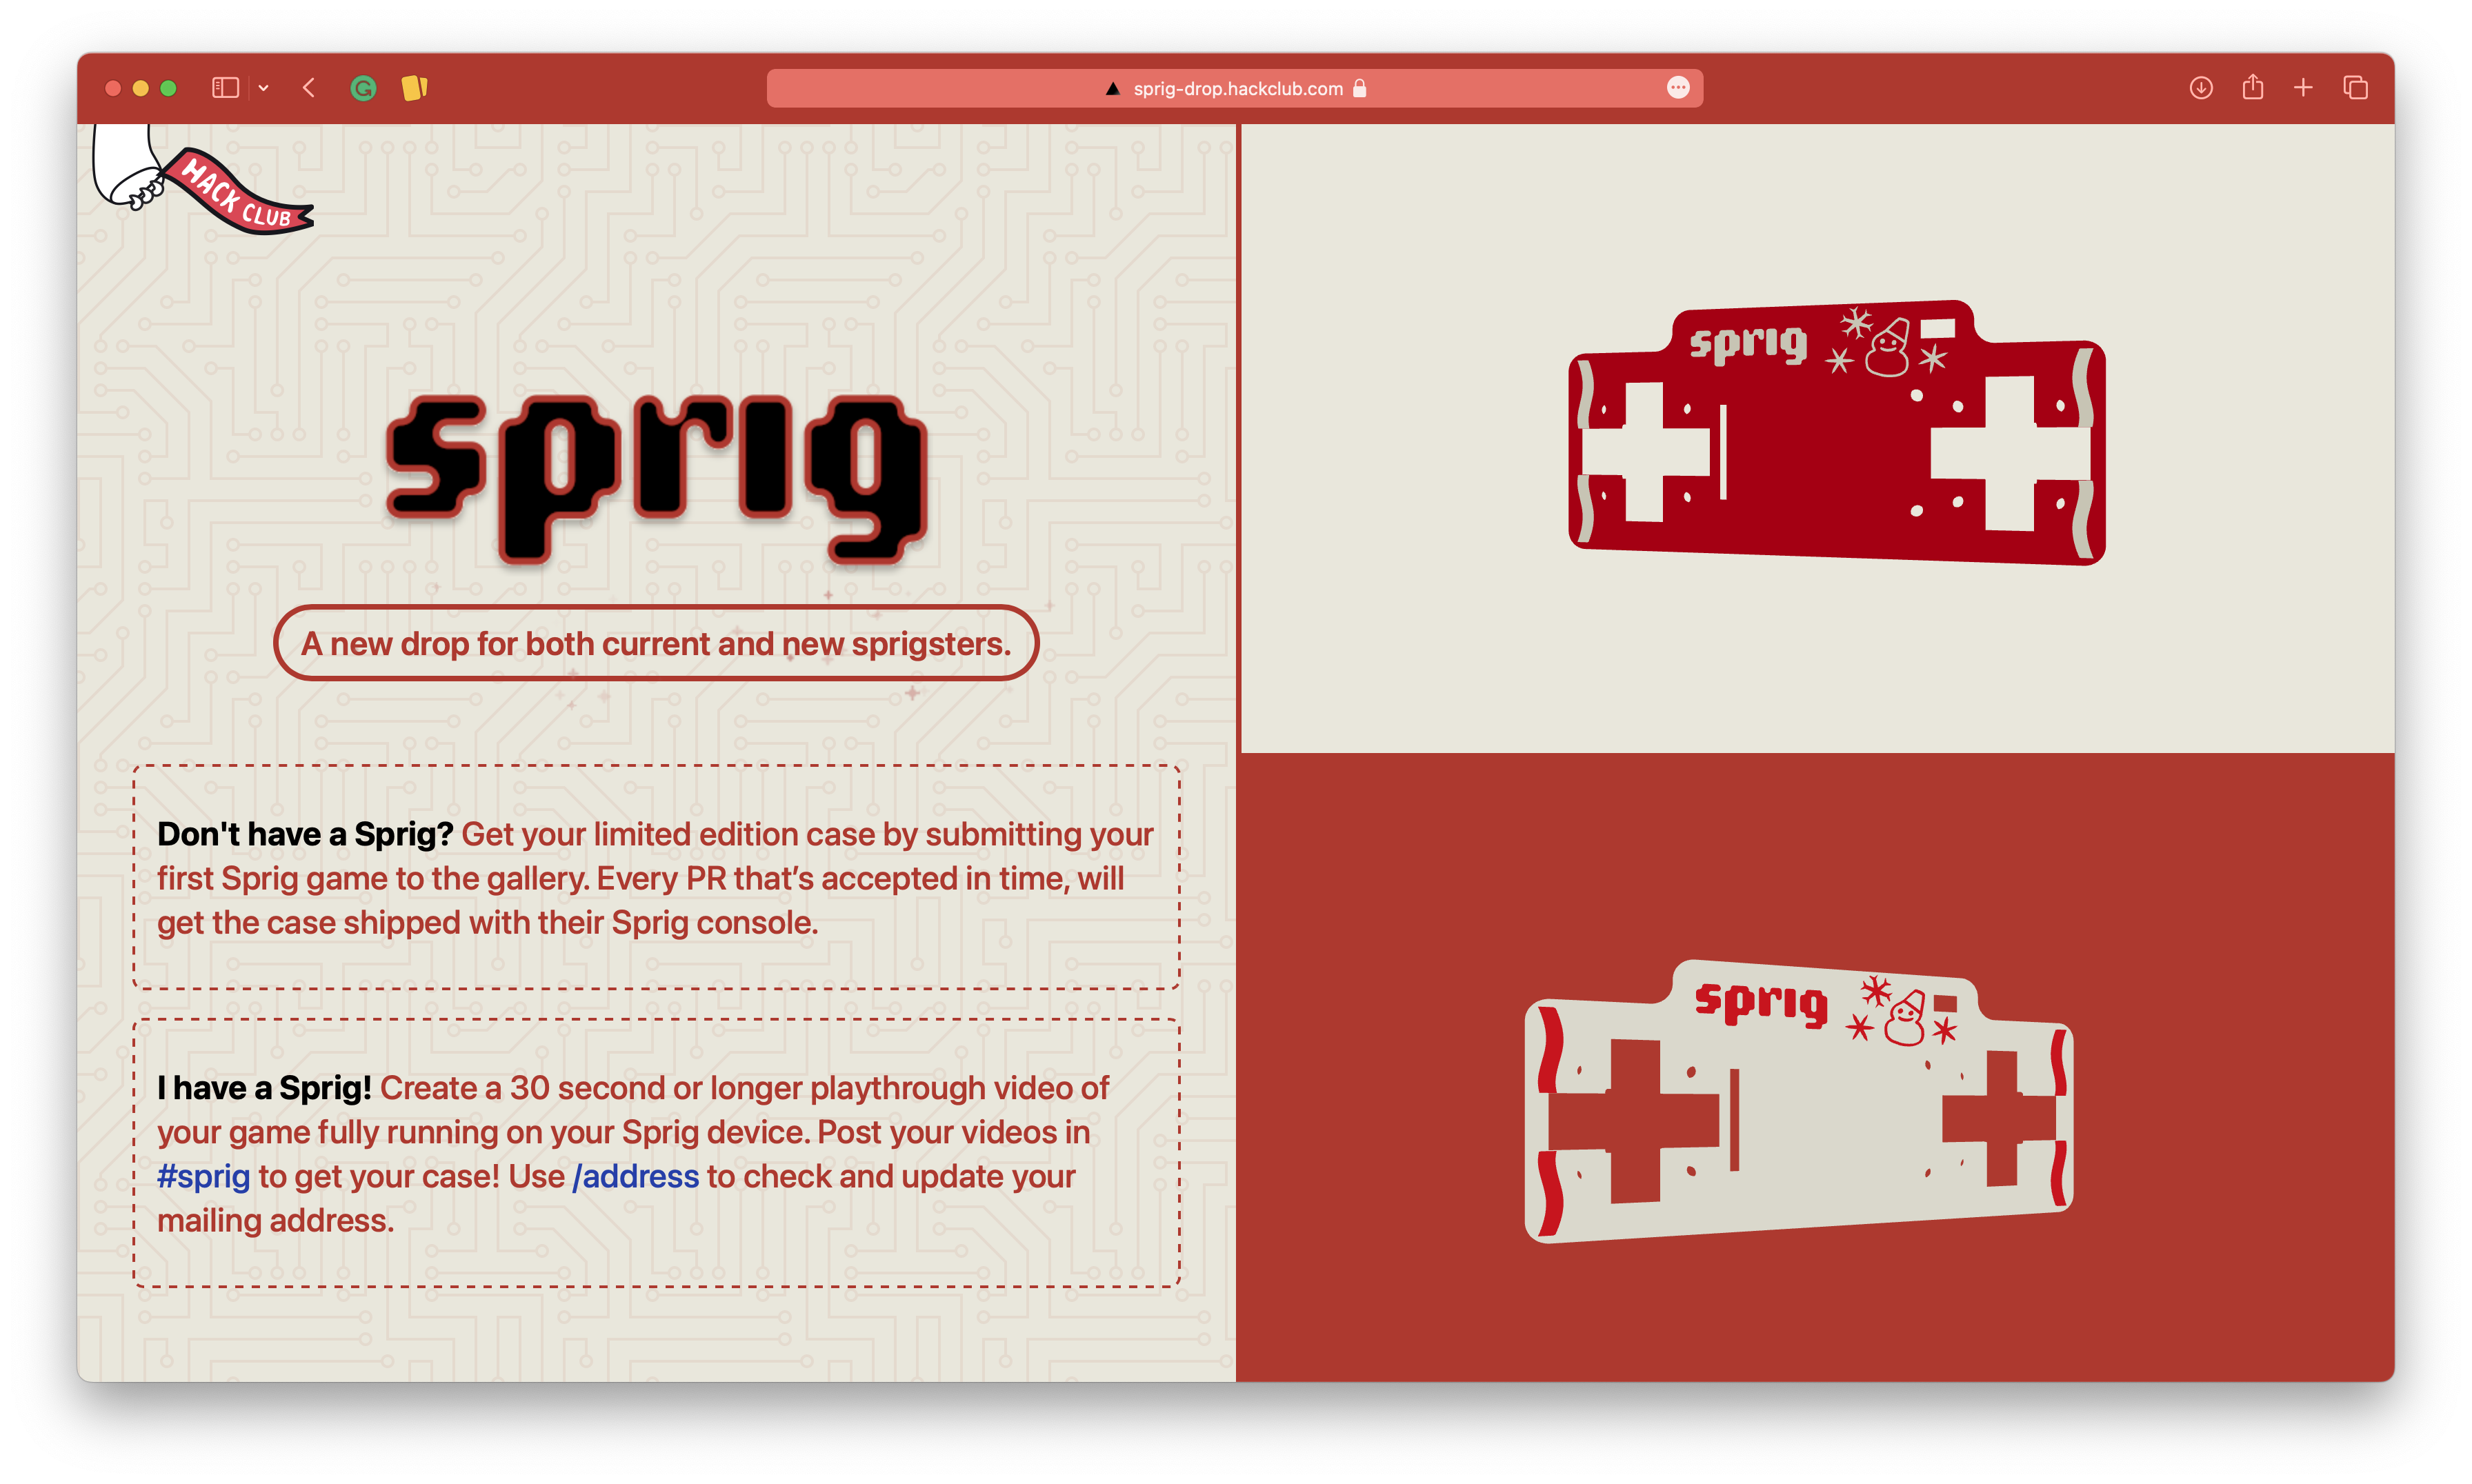 sprig-drop.hackclub.com
HACK CLUB
sprig
A new drop for both current and new sprigsters.
Don't have a Sprig? Get your limited edition case by submitting your
first Sprig game to the gallery. Every PR that’s accepted in time, will
get the case shipped with their Sprig console.
I have a Sprig! Create a 30 second or longer playthrough video of
your game fully running on your Sprig device. Post your videos in
#sprig to get your case! Use /address to check and update your
mailing address.
sprig
sprig